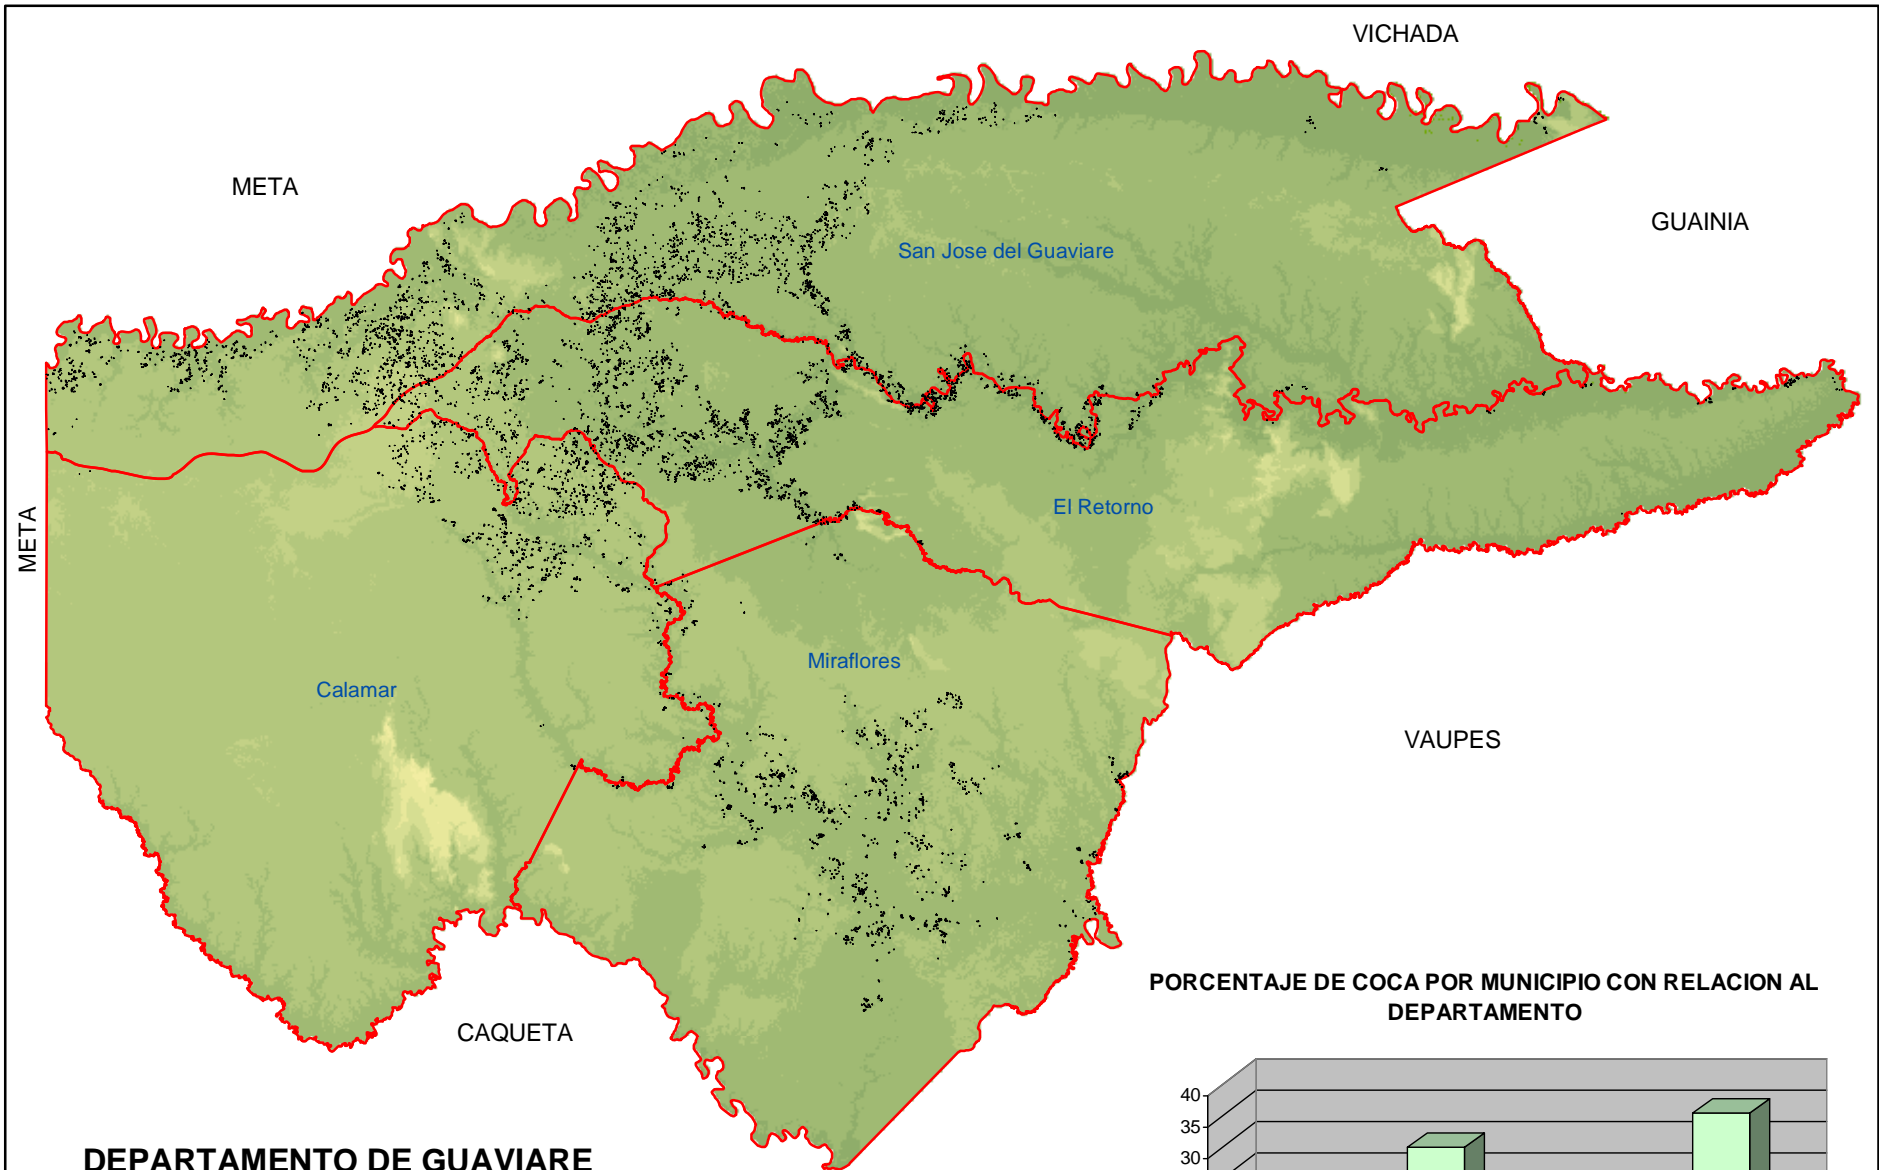 VICHADA
META
GUAINIA
San Jose del Guaviare
META
El Retorno
Miraflores
Calamar
VAUPES
PORCENTAJE DE COCA POR MUNICIPIO CON RELACION AL
DEPARTAMENTO
CAQUETA
40
35
30
DEPARTAMENTO DE GUAVIARE